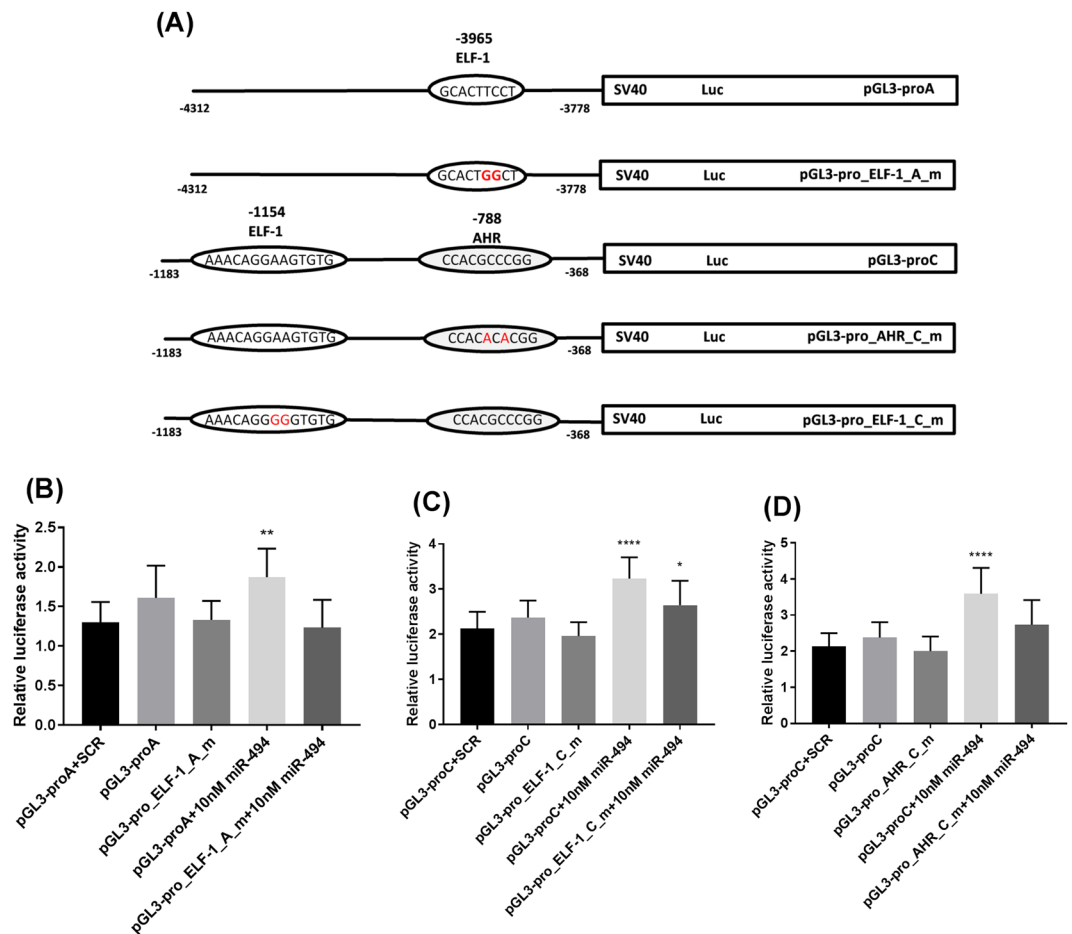 (A)
-3965
ELF-1
GCACTTCCT
SV40 Luc pGL3-proA
-4312 -3778
GCACTGGCT
SV40 Luc pGL3-pro_ELF-1_A_m
-4312 -3778
-1154 -788
ELF-1 AHR
AAACAGGAAGTGTG CCACGCCCGG
SV40 Luc pGL3-proC
-1183 -368
AAACAGGAAGTGTG CCACACACGG
SV40 Luc pGL3-pro_AHR_C_m
-1183 -368
AAACAGGGGGTGTG CCACGCCCGG
SV40 Luc pGL3-pro_ELF-1_C_m
-1183 -368
(B)
Relative luciferase activity
2.5
2.0
1.5
1.0
0.5
0.0
**
pGL3-proA+SCR
pGL3-proA
pGL3-pro_ELF-1_A_m
pGL3-proA+10nM miR-494
pGL3-pro_ELF-1_A_m+10nM miR-494
(C)
Relative luciferase activity
4
3
2
1
0
****
*
pGL3-proC+SCR
pGL3-proC
pGL3-pro_ELF-1_C_m
pGL3-proC+10nM miR-494
pGL3-pro_ELF-1_C_m+10nM miR-494
(D)
Relative luciferase activity
5
4
3
2
1
0
****
pGL3-proC+SCR
pGL3-proC
pGL3-pro_AHR_C_m
pGL3-proC+10nM miR-494
pGL3-pro_AHR_C_m+10nM miR-494